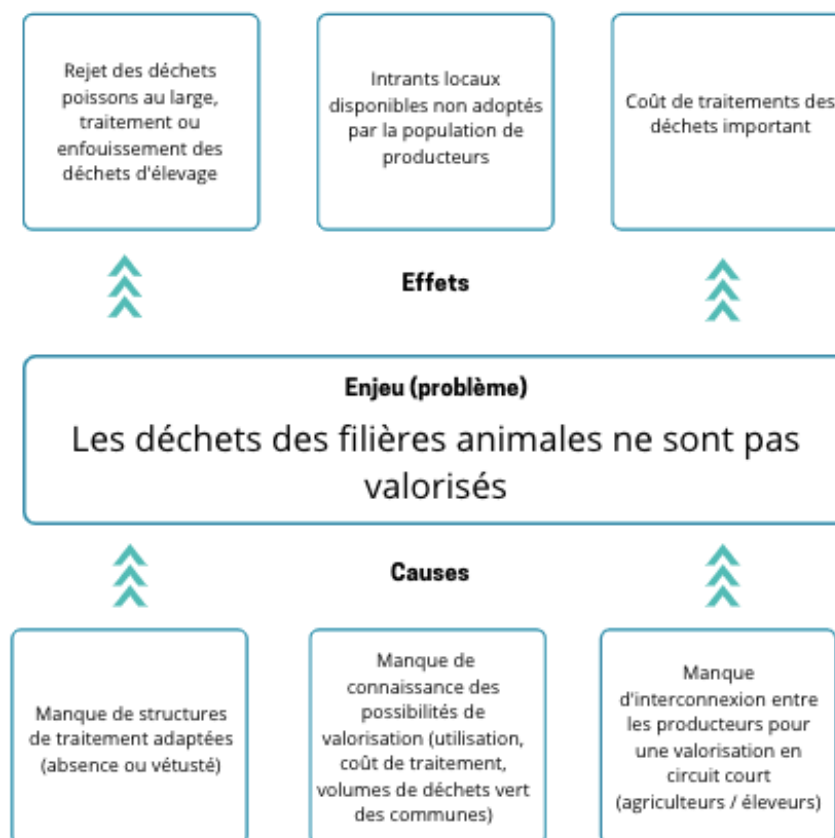 Rejet des déchets
poissons au large,
traitement ou
enfouissement des
déchets d'élevage
Intrants locaux
disponibles non adoptés
par la population de
producteurs
Coût de traitements des
déchets important
Effets
Enjeu (problème)
Les déchets des filières animales ne sont pas
valorisés
Causes
Manque de structures
de traitement adaptées
(absence ou vétusté)
Manque de
connaissance des
possibilités de
valorisation (utilisation,
coût de traitement,
volumes de déchets vert
des communes)
Manque
d'interconnexion entre
les producteurs pour
une valorisation en
circuit court
(agriculteurs / éleveurs)